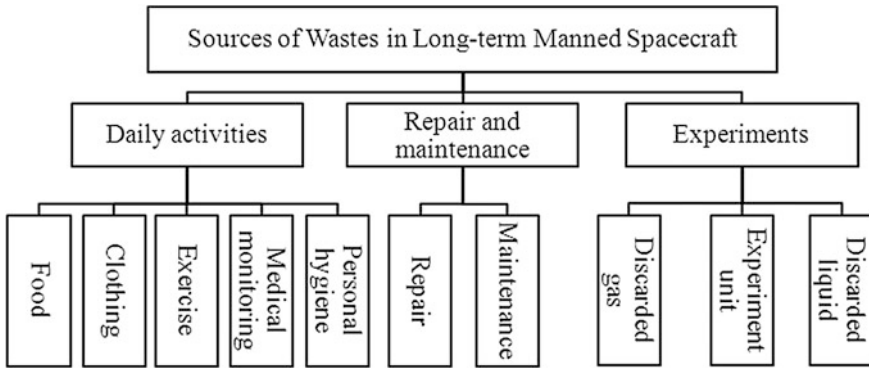 Sources of Wastes in Long-term Manned Spacecraft
Daily activities
Repair and
maintenance
Experiments
Food
Clothing
Exercise
Medical
monitoring
Personal
hygiene
Repair
Maintenance
Discarded
gas
Experiment
unit
Discarded
liquid